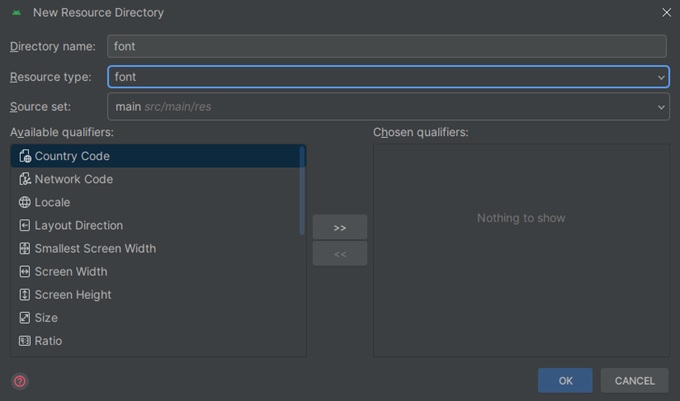 New Resource Directory
Directory name: font
Resource type: font
Source set: main src/main/res
Available qualifiers:
Chosen qualifiers:
Country Code
Network Code
Locale
Layout Direction
Smallest Screen Width
Screen Width
Screen Height
Size
Ratio
>>
<<
Nothing to show
?
OK
CANCEL